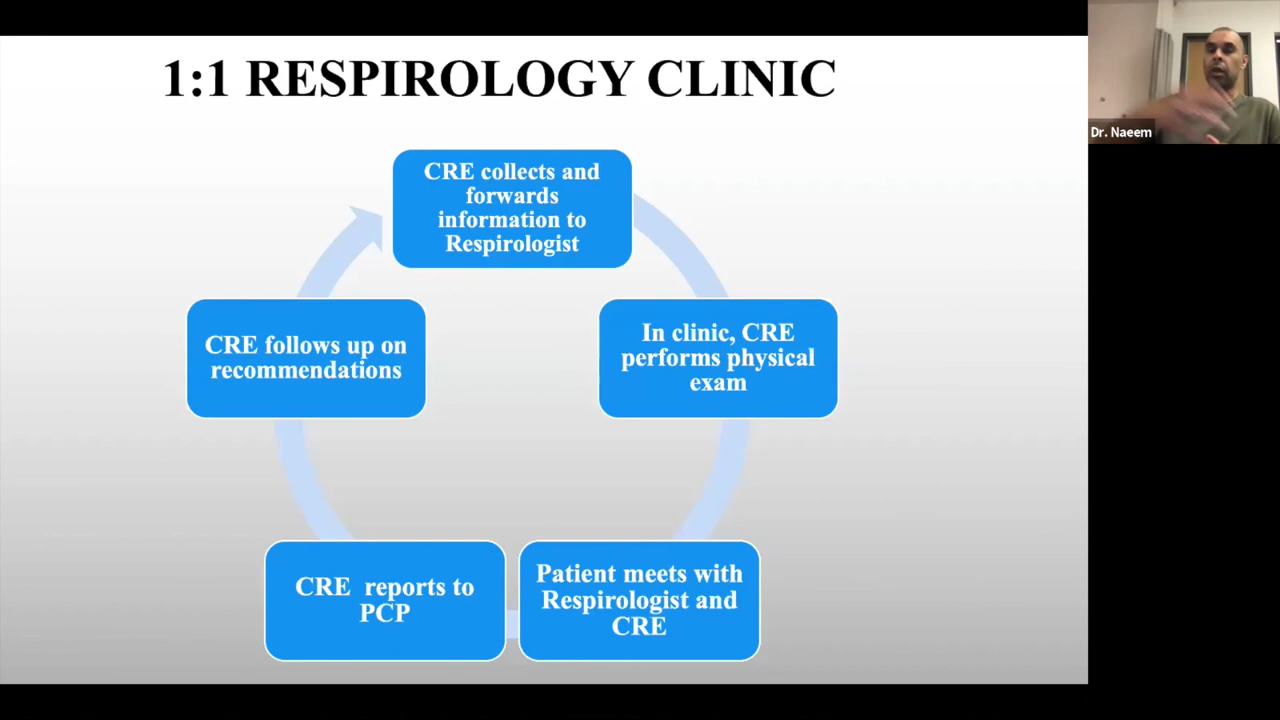 1:1 RESPIROLOGY CLINIC
Dr. Naeem
CRE collects and
forwards
information to
Respirologist
In clinic, CRE
performs physical
exam
Patient meets with
Respirologist and
CRE
CRE  reports to
PCP
CRE follows up on
recommendations